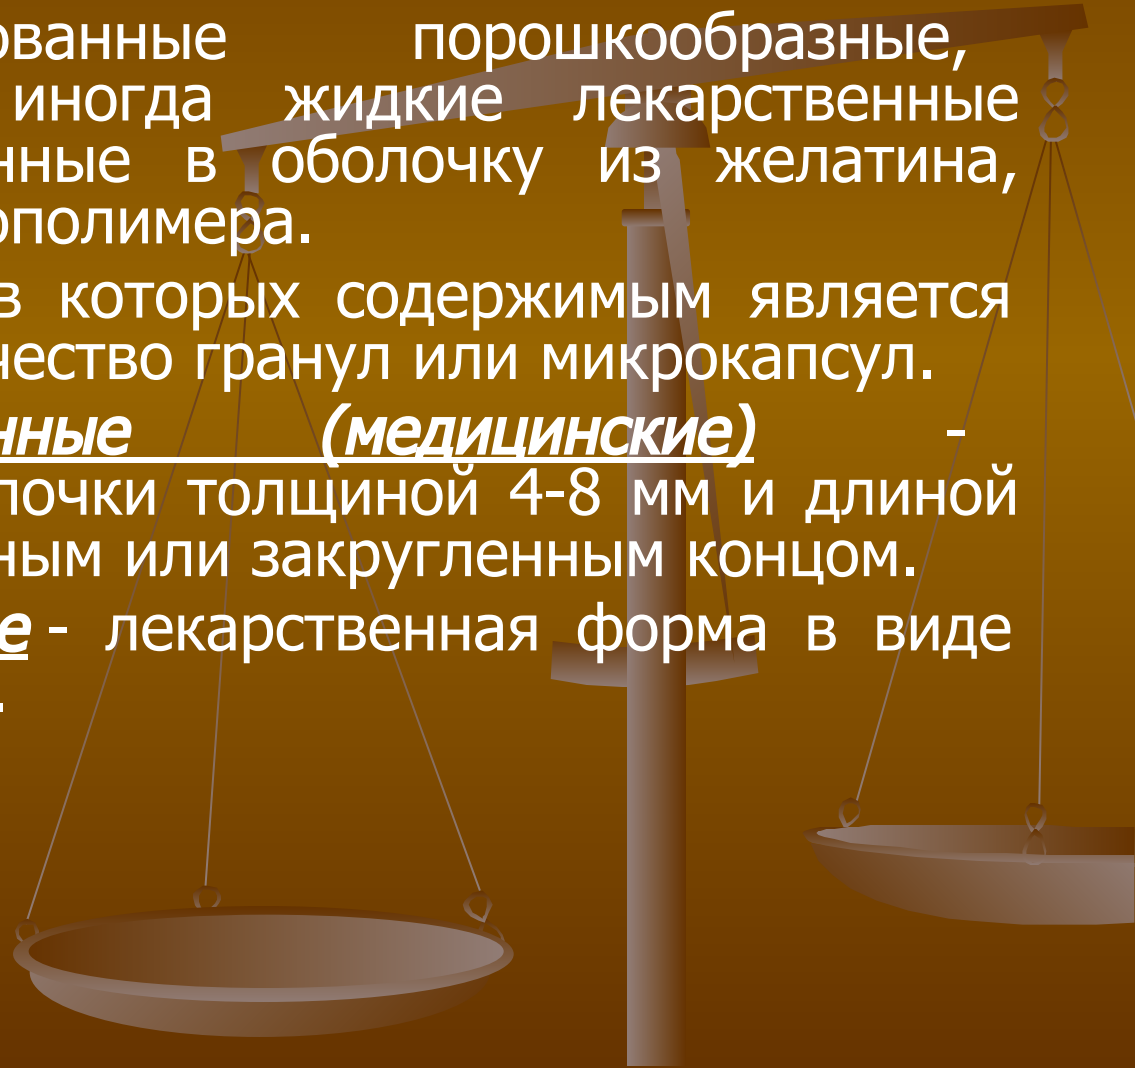 ованные порошкообразные,
иногда жидкие лекарственные
нные в оболочку из желатина,
ополимера.
в которых содержимым является
чество гранул или микрокапсул.
нные (медицинские) -
лочки толщиной 4-8 мм и длиной
ным или закругленным концом.
е - лекарственная форма в виде
.